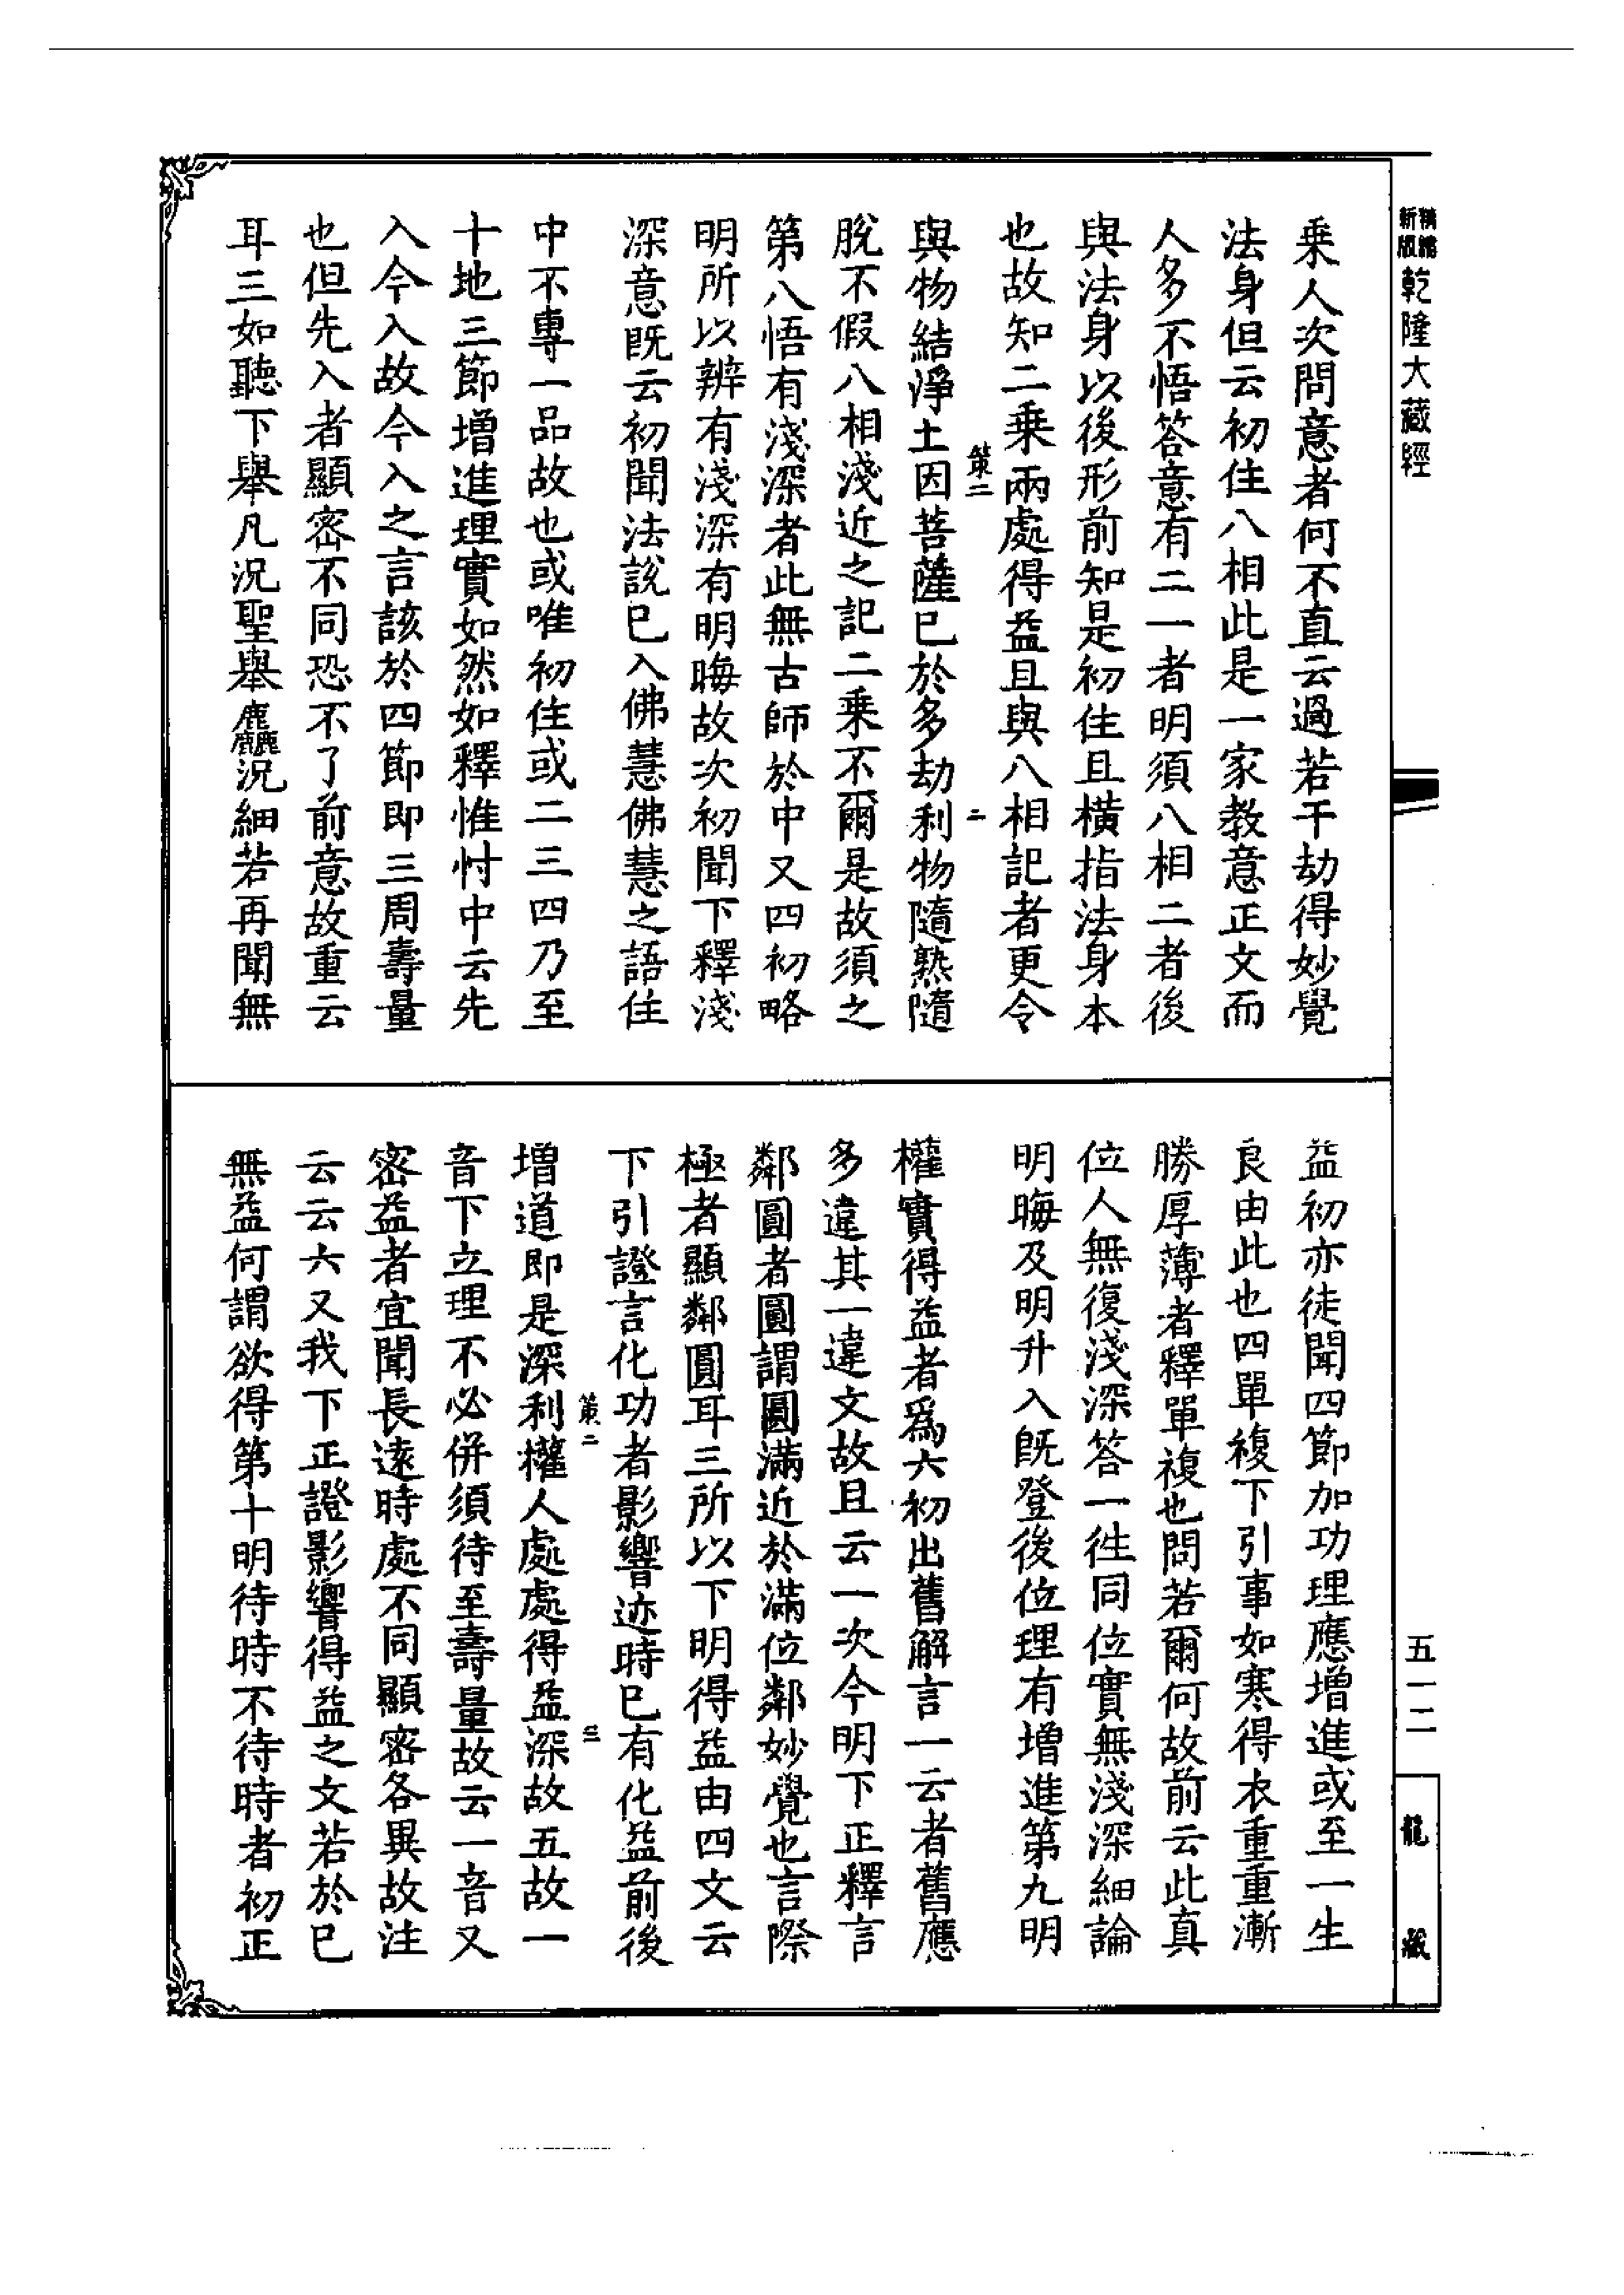 新編縮版乾隆大藏經
乘人次問意者何不直云過若干劫得妙覺
法身但云初住八相此是一家教意正文而
人多不悟答意有二一者明須八相二者後
與法身以後形前知是初住且橫指法身本
也故知二乘兩處得益且與八相記者更令
策二
二
與物結淨土因菩薩已於多劫利物隨熟隨
脫不假八相淺近之記二乘不爾是故須之
第八悟有淺深者此無古師於中又四初略
明所以辨有淺深有明晦故次初聞下釋淺
深意既云初聞法說已入佛慧佛慧之語住
中不專一品故也或唯初住或二三四乃至
十地三節增進理實如然如釋惟忖中云先
入今入故今入之言該於四節即三周壽量
也但先入者顯密不同恐不了前意故重云
耳三如聽下舉凡況聖舉麤況細若再聞無
益初亦徒聞四節加功理應增進或至一生
良由此也四單複下引事如寒得衣重重漸
勝厚薄者釋單複也問若爾何故前云此真
位人無復淺深答一往同位實無淺深細論
明晦及明升入既登後位理有增進第九明
權實得益者為六初出舊解言一云者舊應
多違其一違文故且云一次今明下正釋言
鄰圓者圓謂圓滿近於滿位鄰妙覺也言際
極者顯鄰圓耳三所以下明得益由四文云
下引證言化功者影響迹時已有化益前後
策二
三
增道即是深利權人處處得益深故五故一
音下立理不必併須待至壽量故云一音又
密益者宜聞長遠時處不同顯密各異故注
云云六又我下正證影響得益之文若於已
無益何謂欲得第十明待時不待時者初正
五一二
龍藏